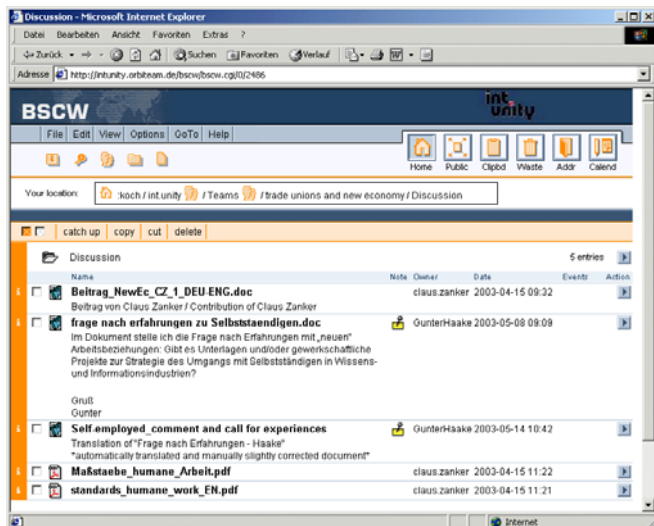 Discussion - Microsoft Internet Explorer
Datei Bearbeiten Ansicht Favoriten Extras ?
Zurück Suchen Favoriten Verlauf
Adresse http://intunity.orbiteam.de/bscw/bscw.cgi/0/2486
BSCW int.unity
File Edit View Options GoTo Help
Home Public Clipbd Waste Addr Calend
Your location: :koch / int.unity / Teams / trade unions and new economy / Discussion
catch up copy cut delete
Discussion 5 entries
Name Note Owner Date Events Action
Beitrag_NewEc_CZ_1_DEU-ENG.doc claus.zanker 2003-04-15 09:32
Beitrag von Claus Zanker / Contribution of Claus Zanker
frage nach erfahrungen zu Selbststaendigen.doc GunterHaake 2003-05-08 09:09
Im Dokument stelle ich die Frage nach Erfahrungen mit „neuen"
Arbeitsbeziehungen: Gibt es Unterlagen und/oder gewerkschaftliche
Projekte zur Strategie des Umgangs mit Selbstständigen in Wissens-
und Informationsindustrien?
Gruß
Gunter
Self-employed_comment and call for experiences GunterHaake 2003-05-14 10:42
Translation of "Frage nach Erfahrungen - Haake"
*automatically translated and manually slightly corrected document*
Maßstaebe_humane_Arbeit.pdf claus.zanker 2003-04-15 11:22
standards_humane_work_EN.pdf claus.zanker 2003-04-15 11:21
Internet